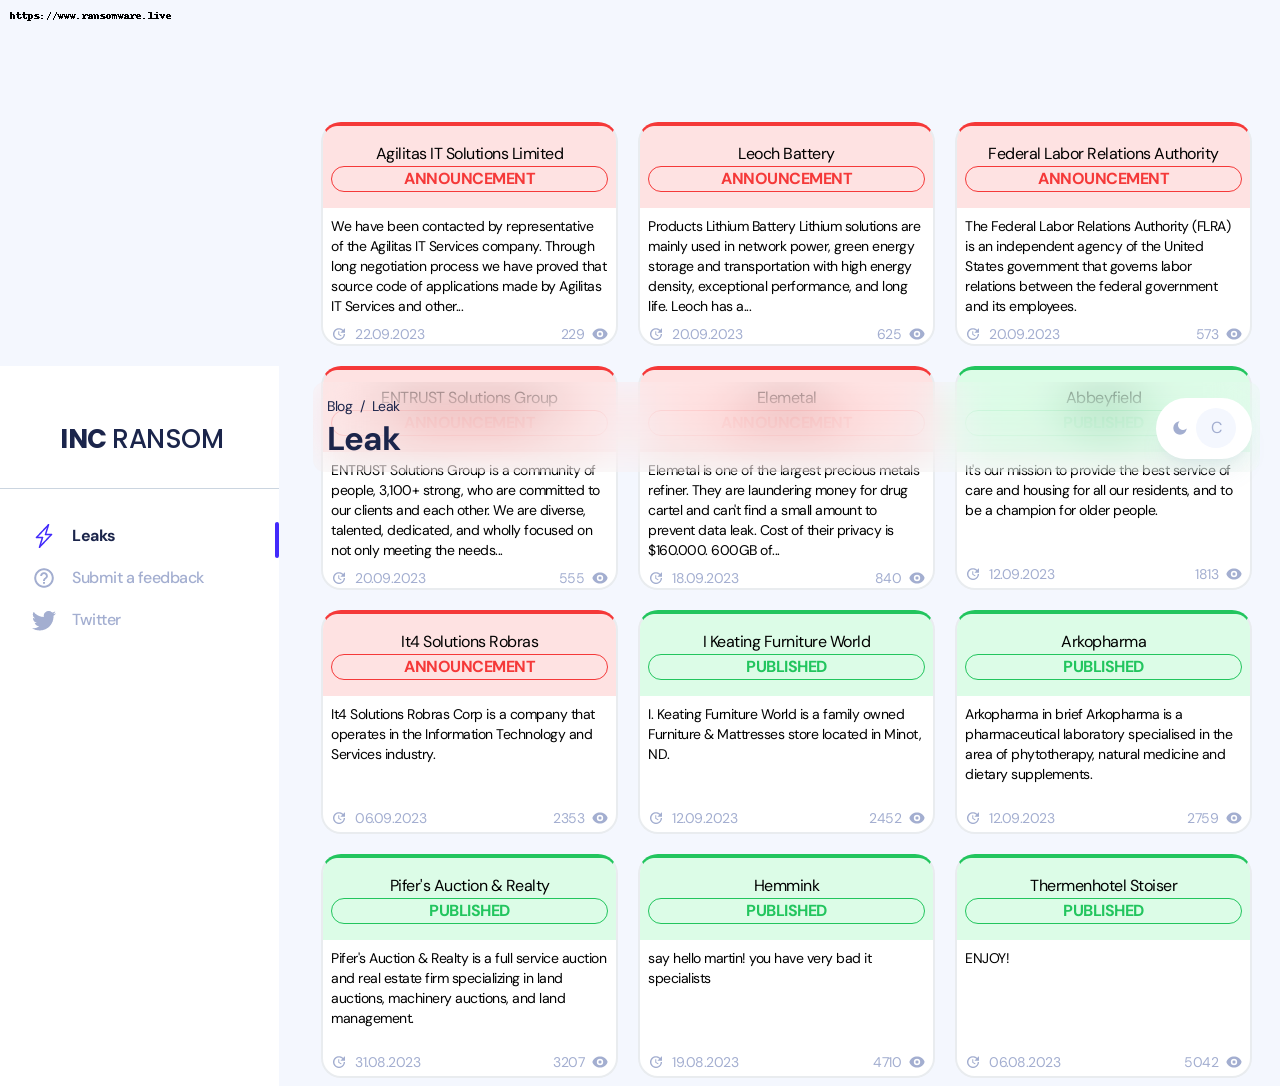 https://www.ransomware.live
Agilitas IT Solutions Limited
ANNOUNCEMENT
We have been contacted by representative
of the Agilitas IT Services company. Through
long negotiation process we have proved that
source code of applications made by Agilitas
IT Services and other...
22.09.2023 229
Leoch Battery
ANNOUNCEMENT
Products Lithium Battery Lithium solutions are
mainly used in network power, green energy
storage and transportation with high energy
density, exceptional performance, and long
life. Leoch has a...
20.09.2023 625
Federal Labor Relations Authority
ANNOUNCEMENT
The Federal Labor Relations Authority (FLRA)
is an independent agency of the United
States government that governs labor
relations between the federal government
and its employees.
20.09.2023 573
INC RANSOM
Leaks
Submit a feedback
Twitter
Blog / Leak
Leak
C
ENTRUST Solutions Group
ANNOUNCEMENT
ENTRUST Solutions Group is a community of
people, 3,100+ strong, who are committed to
our clients and each other. We are diverse,
talented, dedicated, and wholly focused on
not only meeting the needs...
20.09.2023 555
Elemetal
ANNOUNCEMENT
Elemetal is one of the largest precious metals
refiner. They are laundering money for drug
cartel and can't find a small amount to
prevent data leak. Cost of their privacy is
$160.000. 600GB of...
18.09.2023 840
Abbeyfield
PUBLISHED
It's our mission to provide the best service of
care and housing for all our residents, and to
be a champion for older people.
12.09.2023 1813
It4 Solutions Robras
ANNOUNCEMENT
It4 Solutions Robras Corp is a company that
operates in the Information Technology and
Services industry.
06.09.2023 2353
I Keating Furniture World
PUBLISHED
I. Keating Furniture World is a family owned
Furniture & Mattresses store located in Minot,
ND.
12.09.2023 2452
Arkopharma
PUBLISHED
Arkopharma in brief Arkopharma is a
pharmaceutical laboratory specialised in the
area of phytotherapy, natural medicine and
dietary supplements.
12.09.2023 2759
Pifer's Auction & Realty
PUBLISHED
Pifer's Auction & Realty is a full service auction
and real estate firm specializing in land
auctions, machinery auctions, and land
management.
31.08.2023 3207
Hemmink
PUBLISHED
say hello martin! you have very bad it
specialists
19.08.2023 4710
Thermenhotel Stoiser
PUBLISHED
ENJOY!
06.08.2023 5042